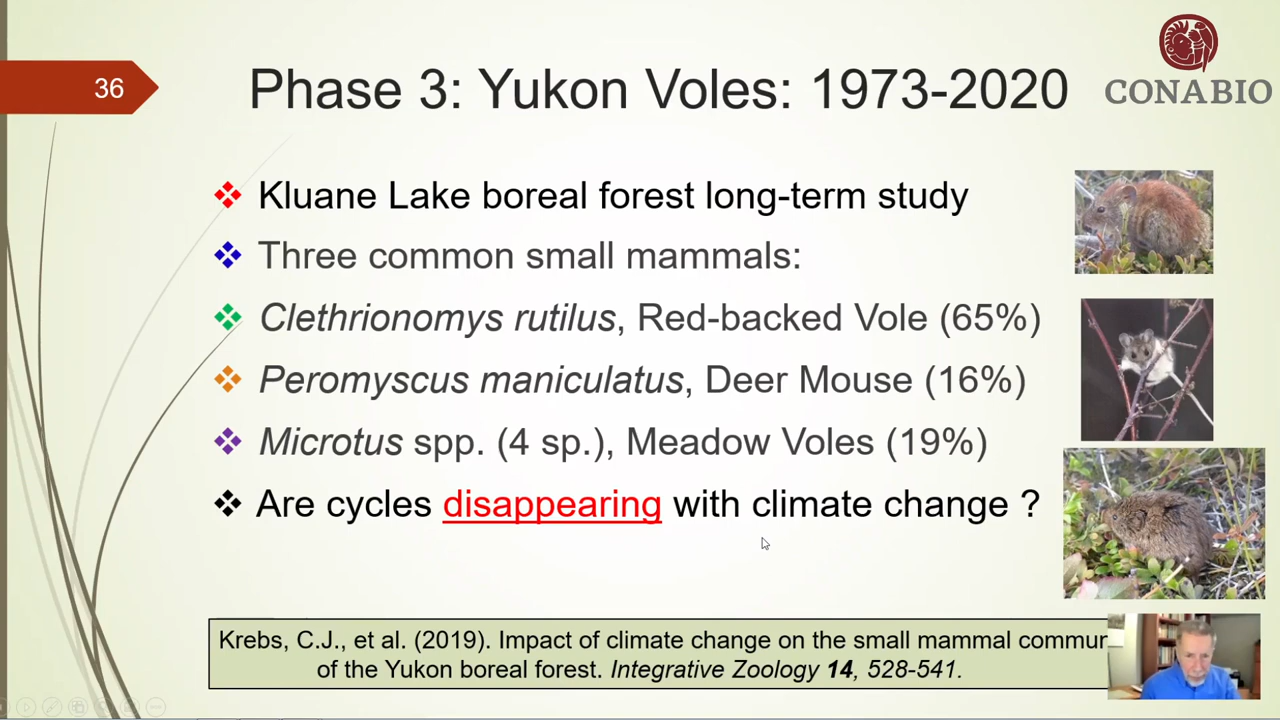 36
Phase 3: Yukon Voles: 1973-2020
CONABIO
Kluane Lake boreal forest long-term study
Three common small mammals:
Clethrionomys rutilus, Red-backed Vole (65%)
Peromyscus maniculatus, Deer Mouse (16%)
Microtus spp. (4 sp.), Meadow Voles (19%)
Are cycles disappearing with climate change ?
Krebs, C.J., et al. (2019). Impact of climate change on the small mammal commun
of the Yukon boreal forest. Integrative Zoology 14, 528-541.